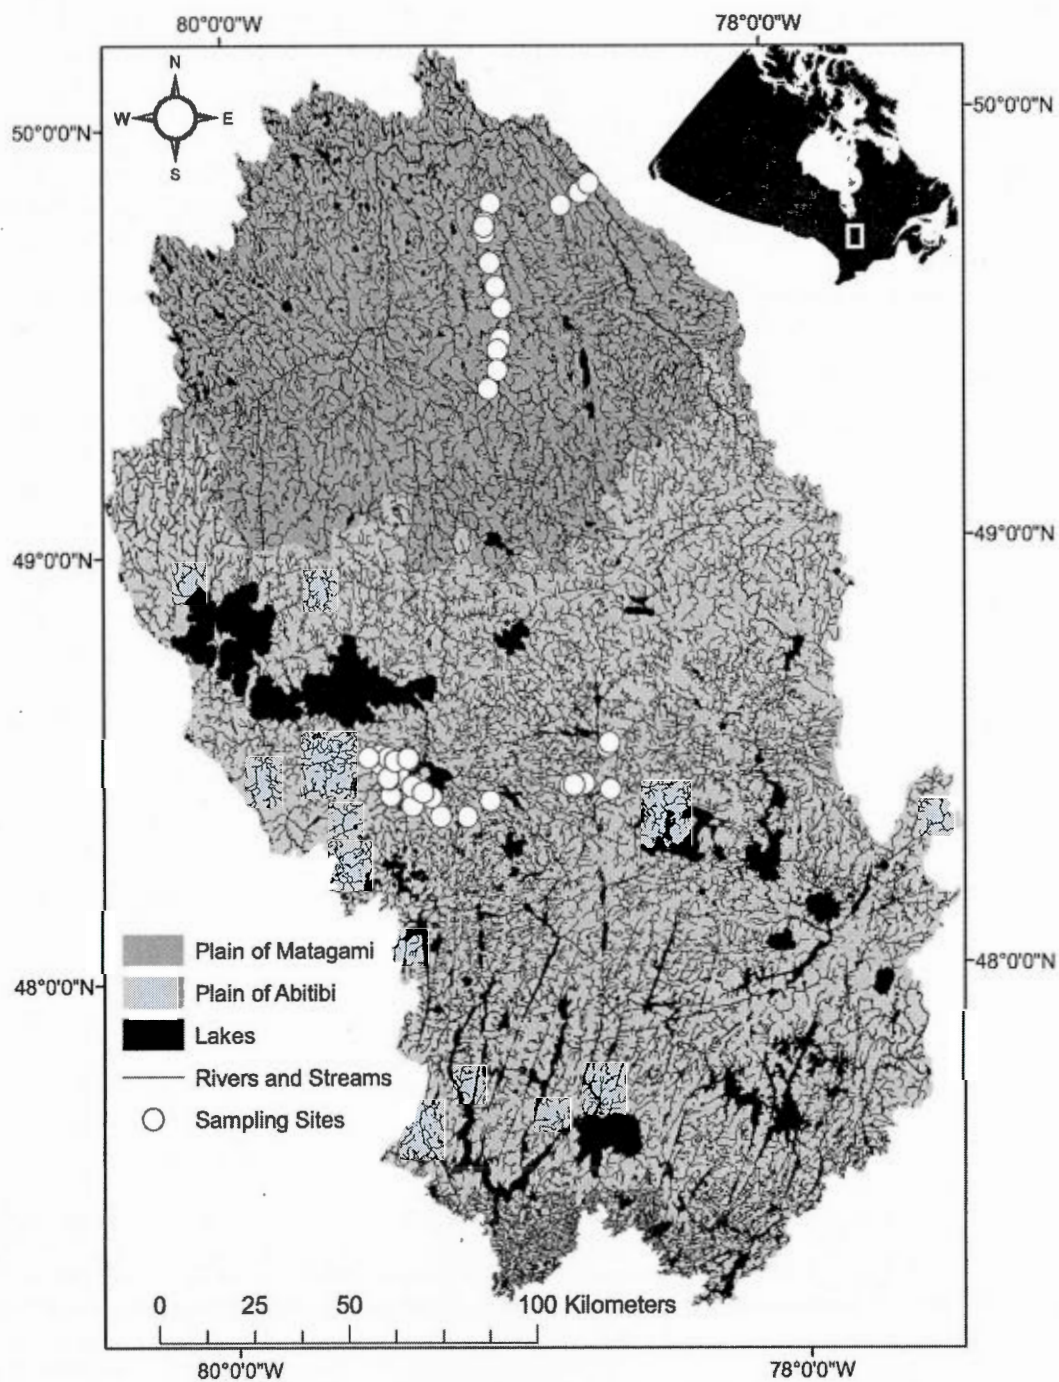 80°0'0"W 78°0'0"W
N
W E
S
50°0'0"N 50°0'0"N
49°0'0"N 49°0'0"N
Plain of Matagami
48°0'0"N 48°0'0"N
Plain of Abitibi
Lakes
Rivers and Streams
Sampling Sites
0 25 50 100 Kilometers
80°0'0"W 78°0'0"W